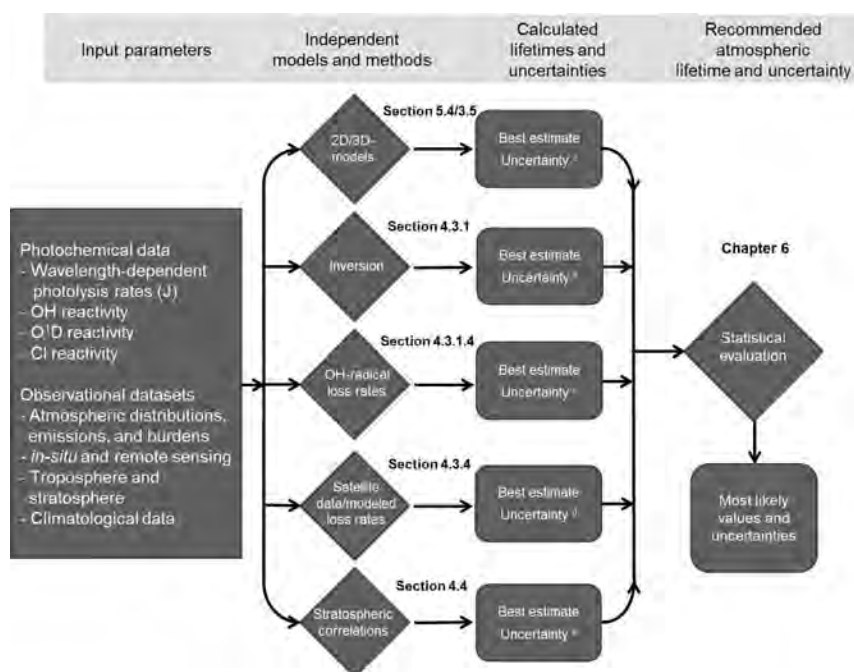 Input parameters
Independent
models and methods
Calculated
lifetimes and
uncertainties
Recommended
atmospheric
lifetime and uncertainty
Photochemical data
- Wavelength-dependent
photolysis rates (J)
- OH reactivity
- O¹D reactivity
- Cl reactivity
Observational datasets
- Atmospheric distributions,
emissions, and burdens
- in-situ and remote sensing
- Troposphere and
stratosphere
- Climatological data
2D/3D-
models
Section 5.4/3.5
Best estimate
Uncertainty
Inversion
Section 4.3.1
Best estimate
Uncertainty
OH-radical
loss rates
Section 4.3.1.4
Best estimate
Uncertainty
Satellite
data/modeled
loss rates
Section 4.3.4
Best estimate
Uncertainty
Stratospheric
correlations
Section 4.4
Best estimate
Uncertainty
Chapter 6
Statistical
evaluation
Most likely
values and
uncertainties